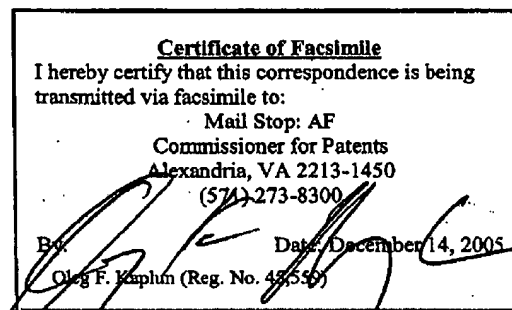 Certificate of Facsimile
I hereby certify that this correspondence is being
transmitted via facsimile to:
Mail Stop: AF
Commissioner for Patents
Alexandria, VA 2213-1450
(571) 273-8300
By: Date: December 14, 2005
Oleg F. Kaplun (Reg. No. 45,559)